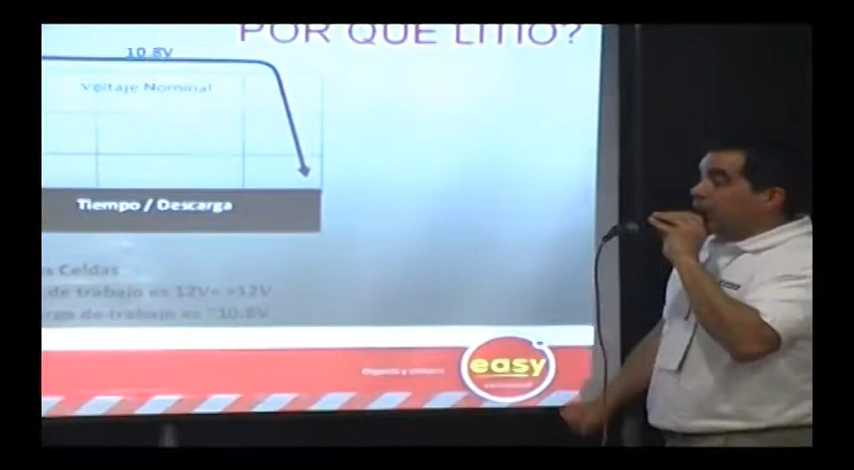 POR QUE LITIO?
10.8V
Voltaje Nominal
Tiempo / Descarga
s Celdas
de trabajo es 12V= >12V
rga de trabajo es ~10.8V
easy